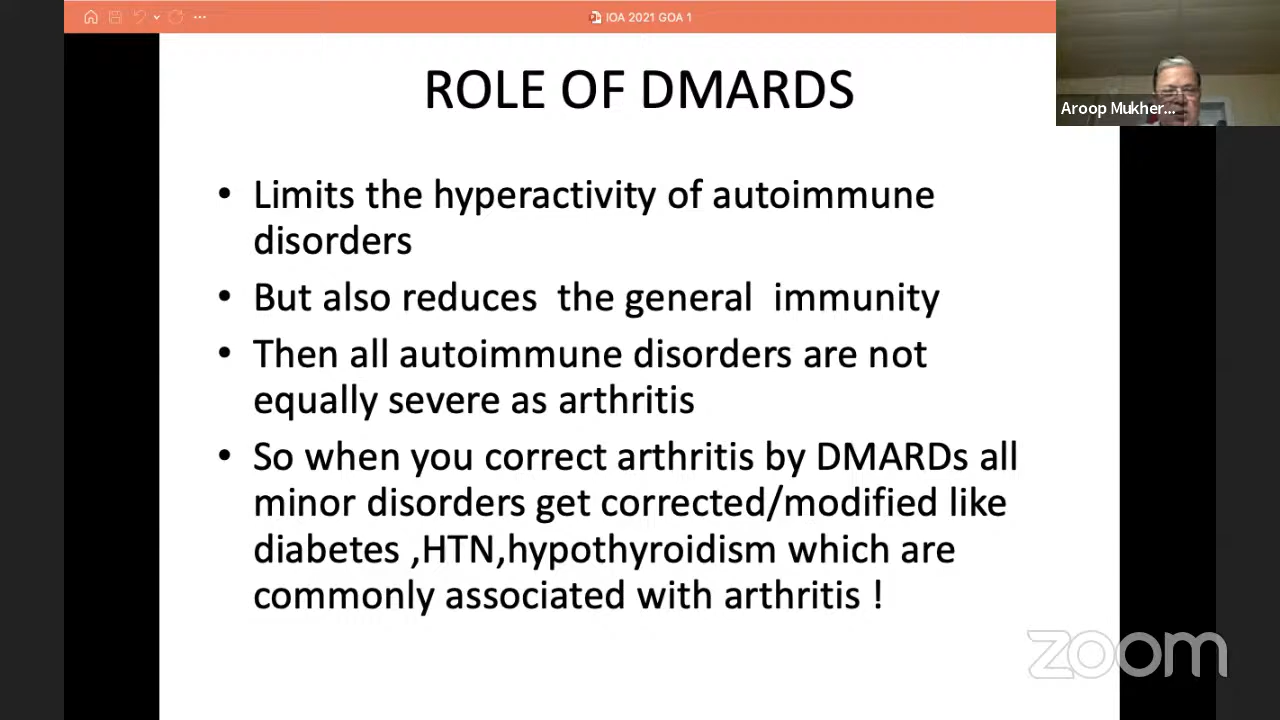 IOA 2021 GOA 1
ROLE OF DMARDS
Aroop Mukher...
• Limits the hyperactivity of autoimmune
disorders
• But also reduces  the general  immunity
• Then all autoimmune disorders are not
equally severe as arthritis
• So when you correct arthritis by DMARDs all
minor disorders get corrected/modified like
diabetes ,HTN,hypothyroidism which are
commonly associated with arthritis !
zoom